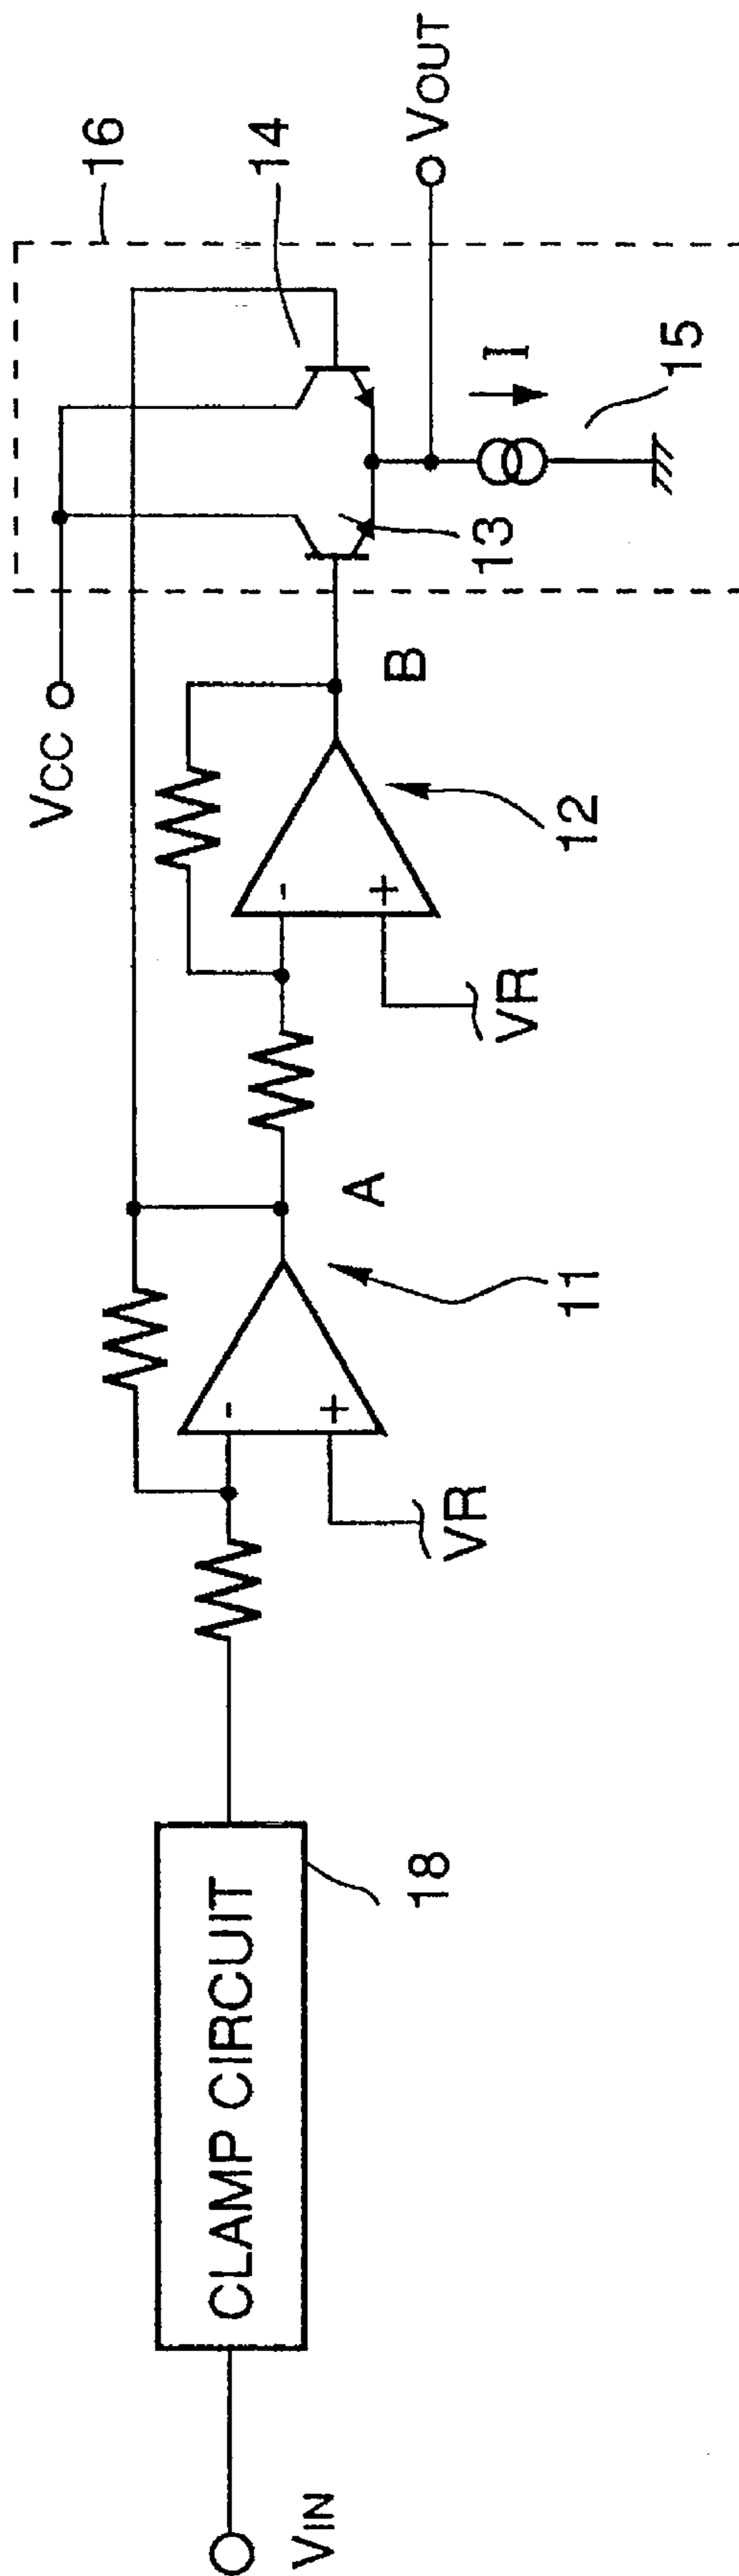 VIN
CLAMP CIRCUIT
18
-
+
VR
11
A
-
+
VR
12
B
VCC
16
14
13
VOUT
I
15